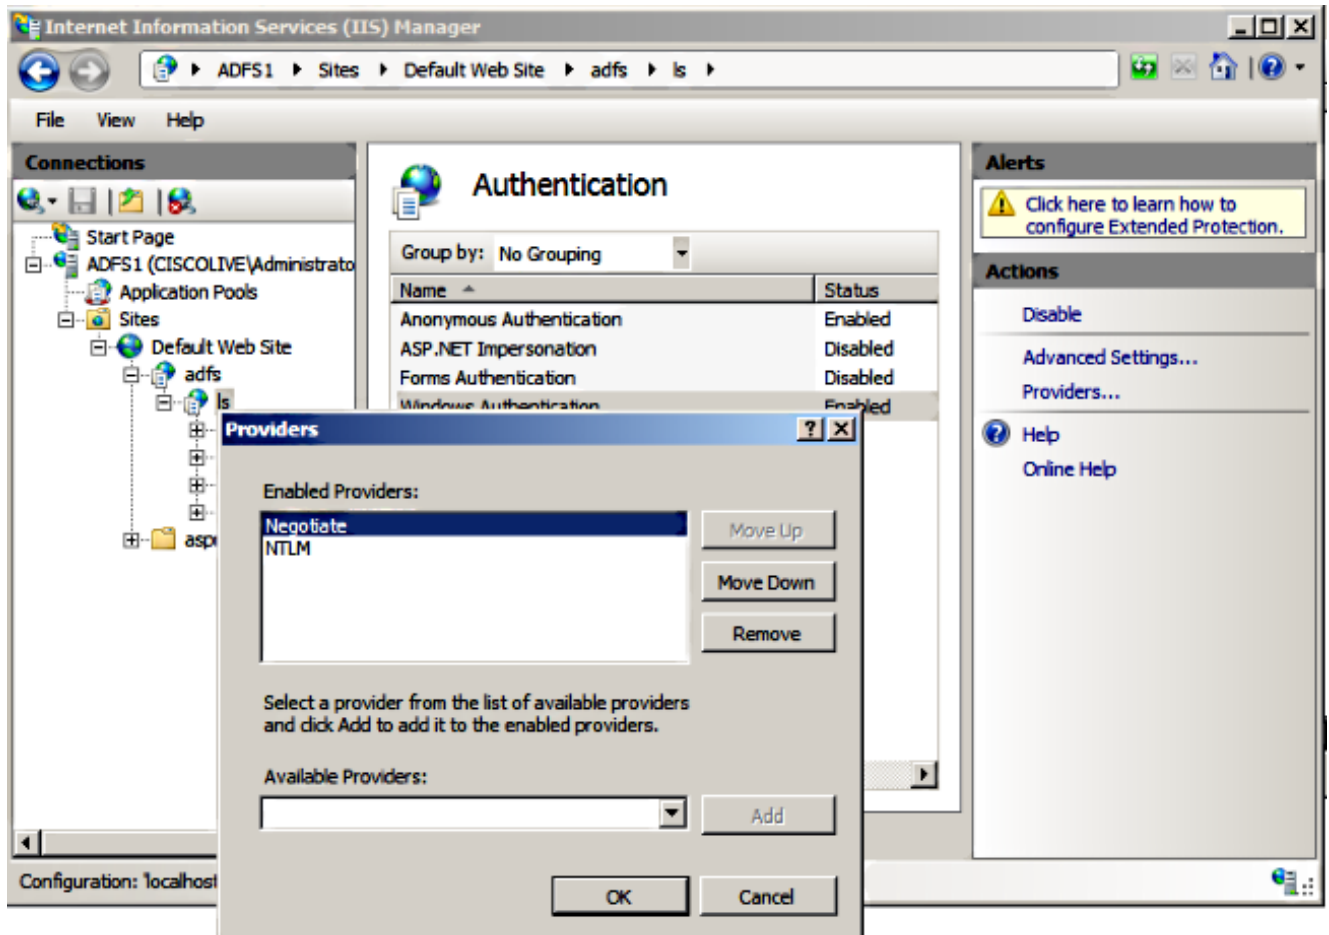 Internet Information Services (IIS) Manager
ADFS1 Sites Default Web Site adfs ls
File View Help
Connections
Start Page
ADFS1 (CISCOLIVE\Administrato
Application Pools
Sites
Default Web Site
adfs
ls
asp
Authentication
Group by: No Grouping
Name Status
Anonymous Authentication Enabled
ASP.NET Impersonation Disabled
Forms Authentication Disabled
Windows Authentication Enabled
Alerts
Click here to learn how to
configure Extended Protection.
Actions
Disable
Advanced Settings...
Providers...
Help
Online Help
Providers
Enabled Providers:
Negotiate
NTLM
Move Up
Move Down
Remove
Select a provider from the list of available providers
and click Add to add it to the enabled providers.
Available Providers:
Add
OK Cancel
Configuration: 'localhost